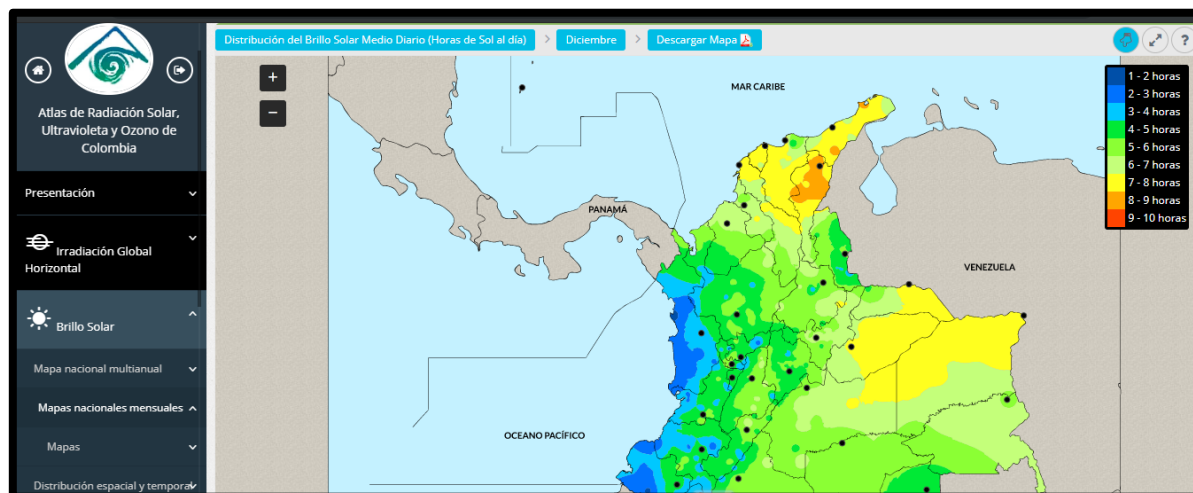 Distribución del Brillo Solar Medio Diario (Horas de Sol al día)
Diciembre
Descargar Mapa
?
Atlas de Radiación Solar,
Ultravioleta y Ozono de
Colombia
Presentación
Irradiación Global
Horizontal
Brillo Solar
Mapa nacional multianual
Mapas nacionales mensuales
Mapas
Distribución espacial y temporal
+
−
MAR CARIBE
PANAMÁ
VENEZUELA
OCEANO PACÍFICO
1 - 2 horas
2 - 3 horas
3 - 4 horas
4 - 5 horas
5 - 6 horas
6 - 7 horas
7 - 8 horas
8 - 9 horas
9 - 10 horas